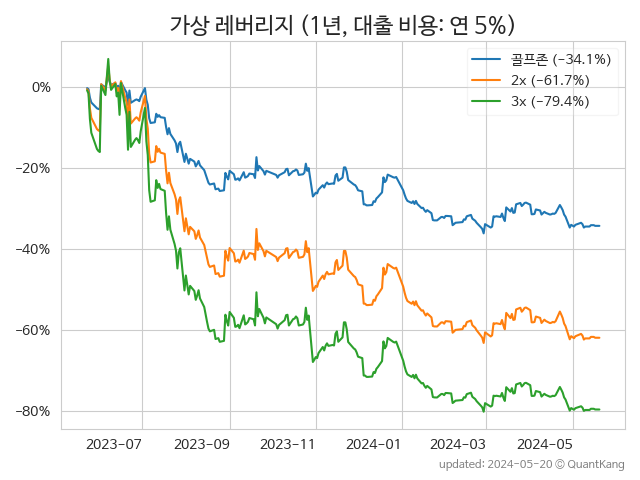 가상 레버리지 (1년, 대출 비용: 연 5%)
골프존 (−34.1%)
2x (−61.7%)
3x (−79.4%)
0%
−20%
−40%
−60%
−80%
2023-07
2023-09
2023-11
2024-01
2024-03
2024-05
updated: 2024-05-20 © QuantKang